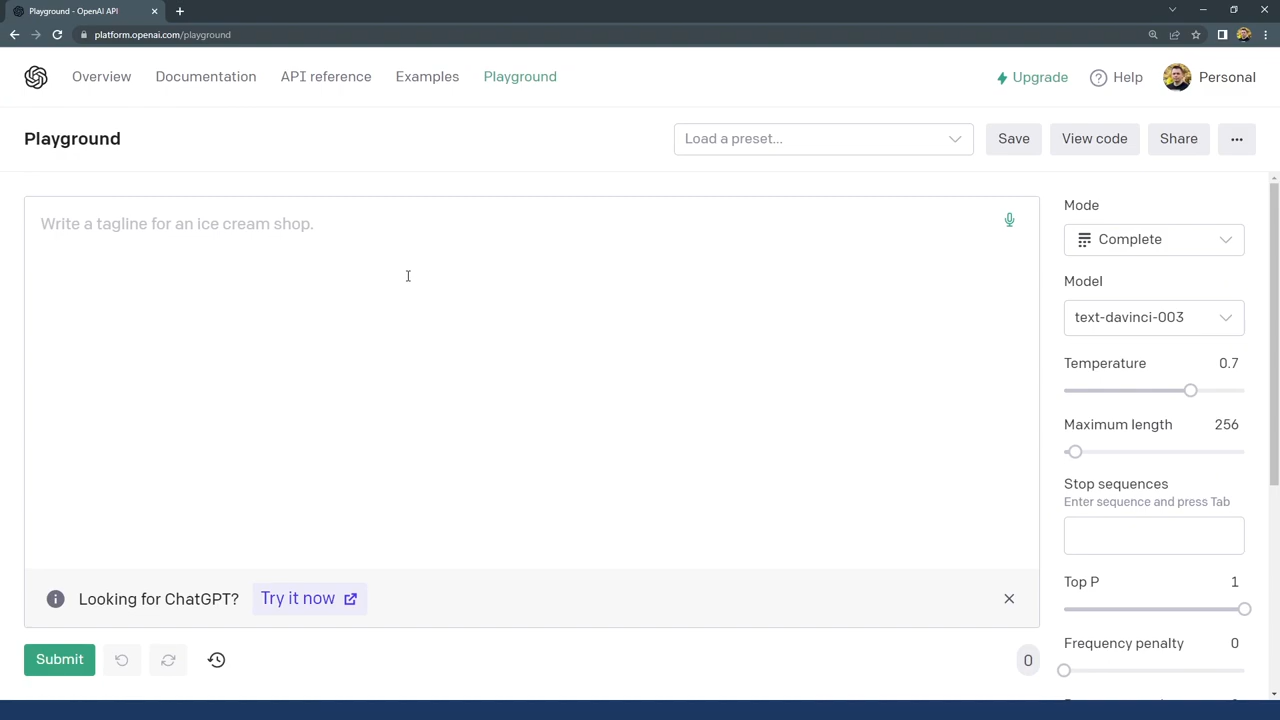 Playground - OpenAI API
platform.openai.com/playground
Overview
Documentation
API reference
Examples
Playground
Upgrade
Help
Personal
Playground
Load a preset...
Save
View code
Share
Write a tagline for an ice cream shop.
Mode
Complete
Model
text-davinci-003
Temperature 0.7
Maximum length 256
Stop sequences
Enter sequence and press Tab
Top P 1
Frequency penalty 0
Looking for ChatGPT? Try it now
Submit
0